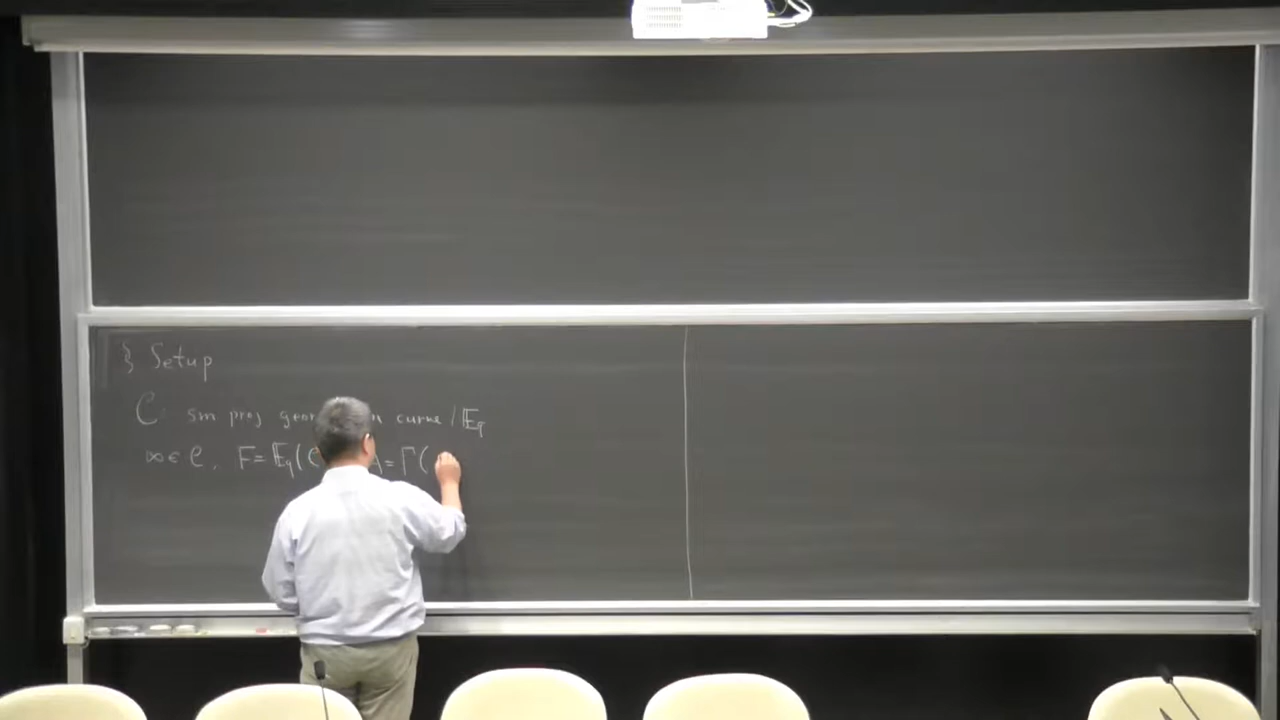 § Setup
C: sm proj geom curve / 𝔽_q
∞ ∈ C, F = 𝔽_q(C = Γ(